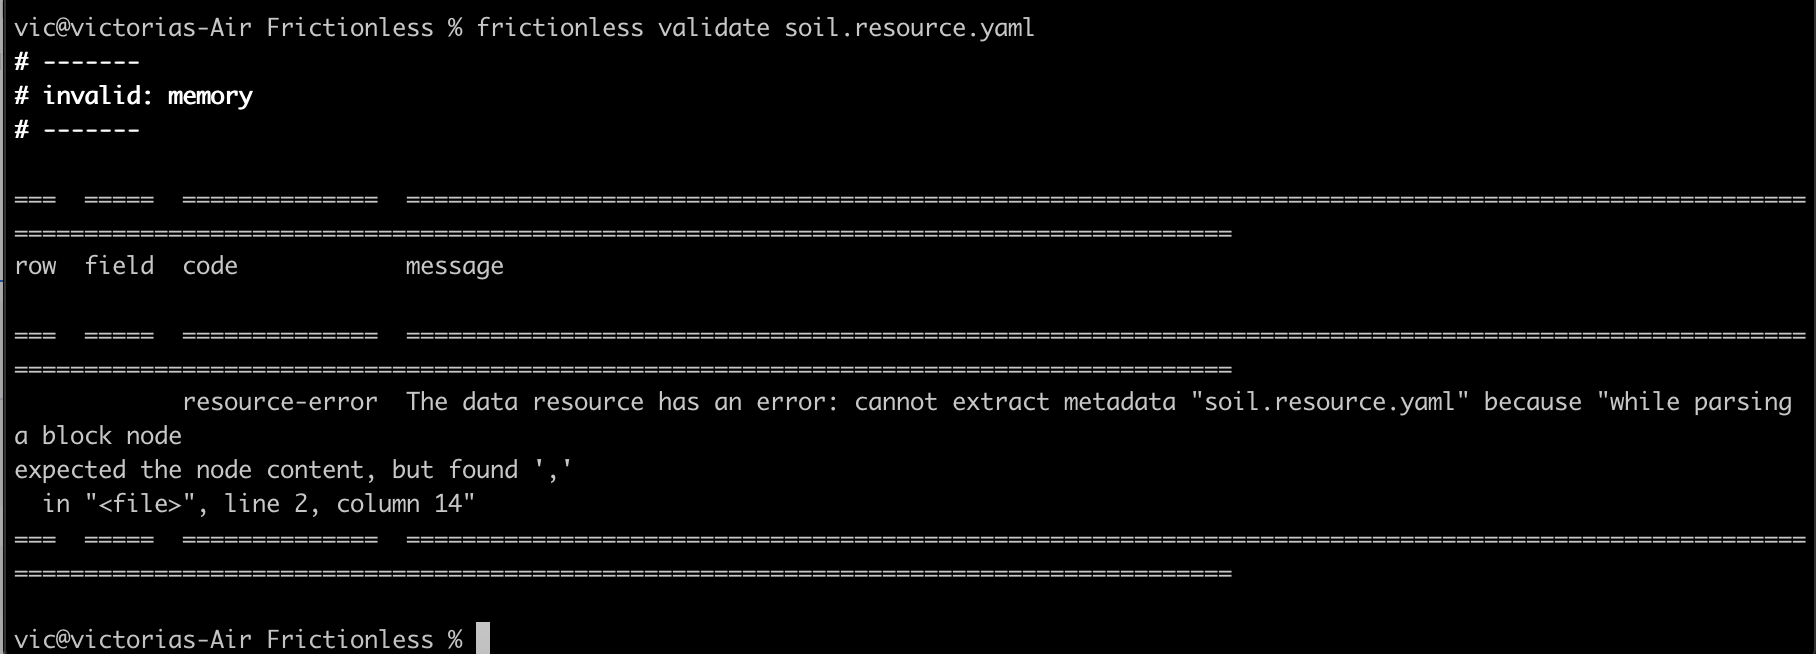 vic@victorias-Air Frictionless % frictionless validate soil.resource.yaml
# -------
# invalid: memory
# -------
===  =====  ==============  ====================================================================================================
=======================================================================================
row  field  code            message
===  =====  ==============  ====================================================================================================
=======================================================================================
            resource-error  The data resource has an error: cannot extract metadata "soil.resource.yaml" because "while parsing
a block node
expected the node content, but found ','
  in "<file>", line 2, column 14"
===  =====  ==============  ====================================================================================================
=======================================================================================
vic@victorias-Air Frictionless %